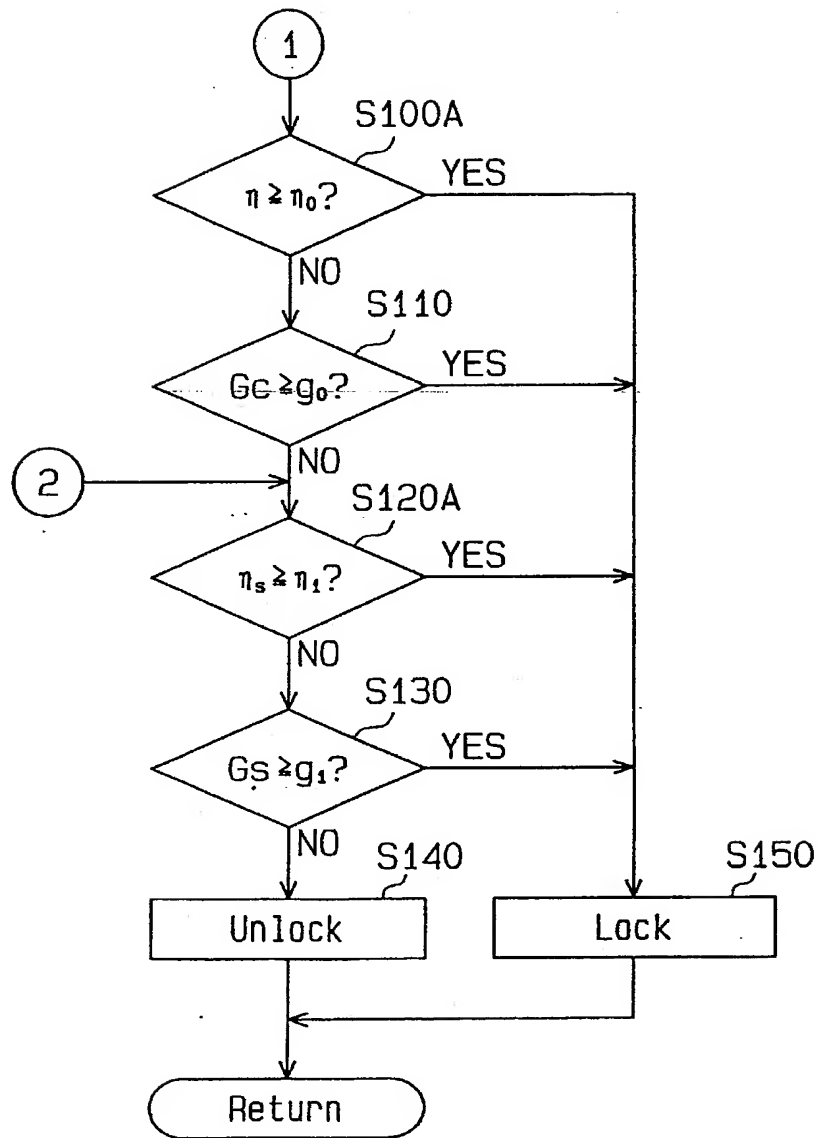 1
S100A
η≧η₀?
YES
NO
S110
Gc≧g₀?
YES
NO
2
S120A
ηs≧η₁?
YES
NO
S130
Gs≧g₁?
YES
NO
S140
S150
Unlock
Lock
Return